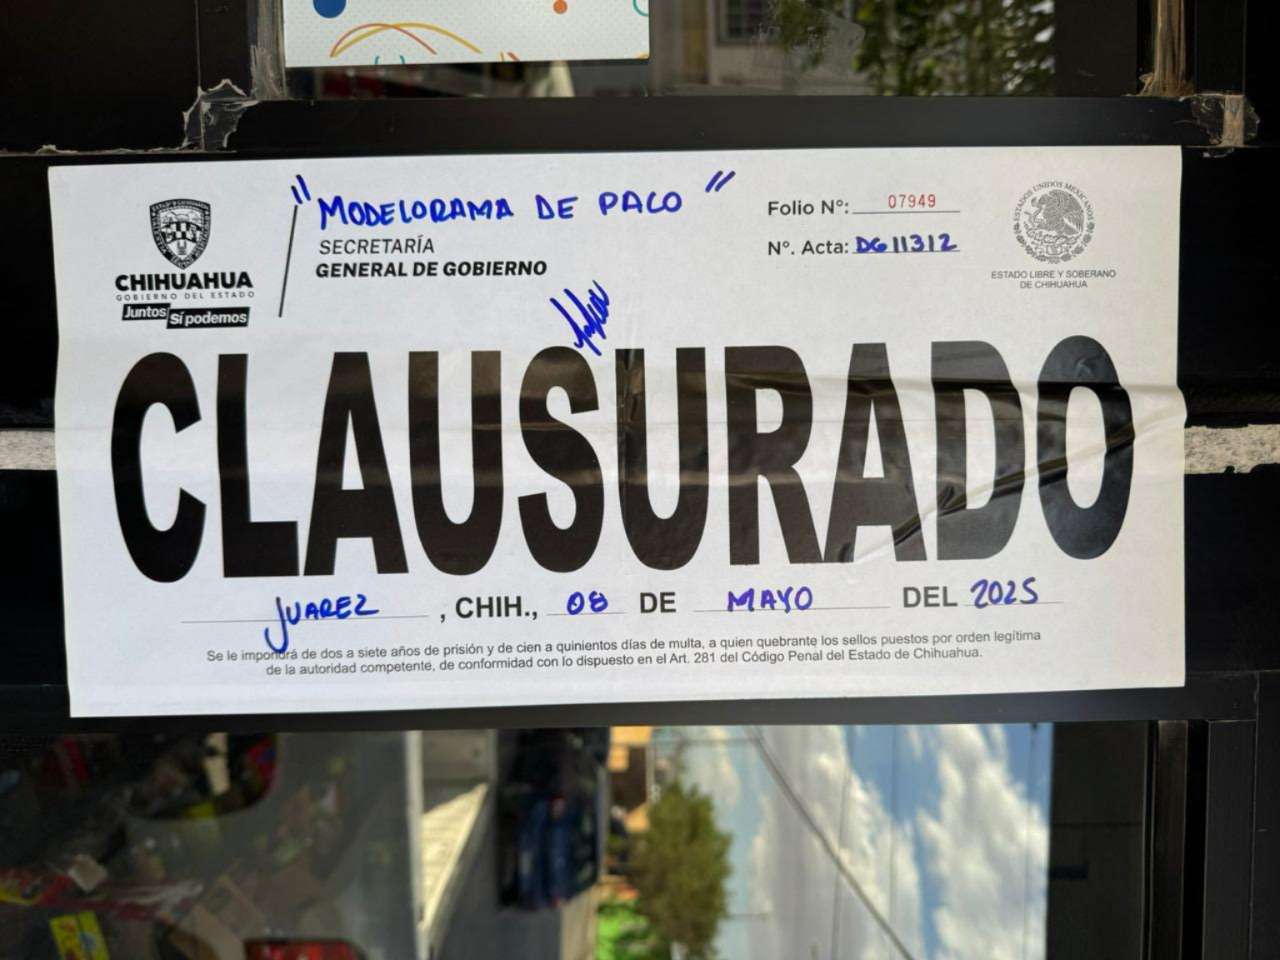 "MODELORAMA DE PACO"
SECRETARÍA
GENERAL DE GOBIERNO
CHIHUAHUA
GOBIERNO DEL ESTADO
Juntos Sí podemos
Folio N°: 07949
N°. Acta: DG11312
ESTADOS UNIDOS MEXICANOS
ESTADO LIBRE Y SOBERANO
DE CHIHUAHUA
CLAUSURADO
JUAREZ, CHIH., 08 DE MAYO DEL 2025
Se le impondrá de dos a siete años de prisión y de cien a quinientos días de multa, a quien quebrante los sellos puestos por orden legítima
de la autoridad competente, de conformidad con lo dispuesto en el Art. 281 del Código Penal del Estado de Chihuahua.